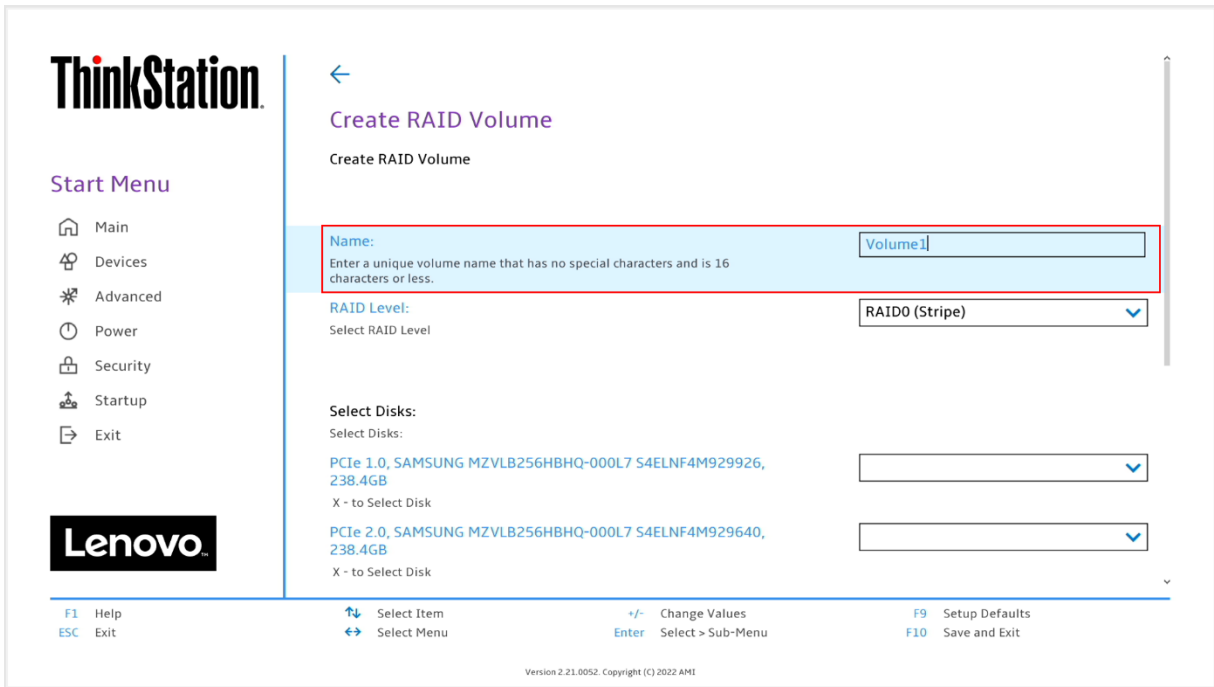 ThinkStation
Start Menu
Main
Devices
Advanced
Power
Security
Startup
Exit
Lenovo™
Create RAID Volume
Create RAID Volume
Name:
Volume1
Enter a unique volume name that has no special characters and is 16
characters or less.
RAID Level:
RAID0 (Stripe)
Select RAID Level
Select Disks:
Select Disks:
PCIe 1.0, SAMSUNG MZVLB256HBHQ-000L7 S4ELNF4M929926,
238.4GB
X - to Select Disk
PCIe 2.0, SAMSUNG MZVLB256HBHQ-000L7 S4ELNF4M929640,
238.4GB
X - to Select Disk
F1 Help
ESC Exit
↑↓ Select Item
↔ Select Menu
+/- Change Values
Enter Select > Sub-Menu
F9 Setup Defaults
F10 Save and Exit
Version 2.21.0052. Copyright (C) 2022 AMI